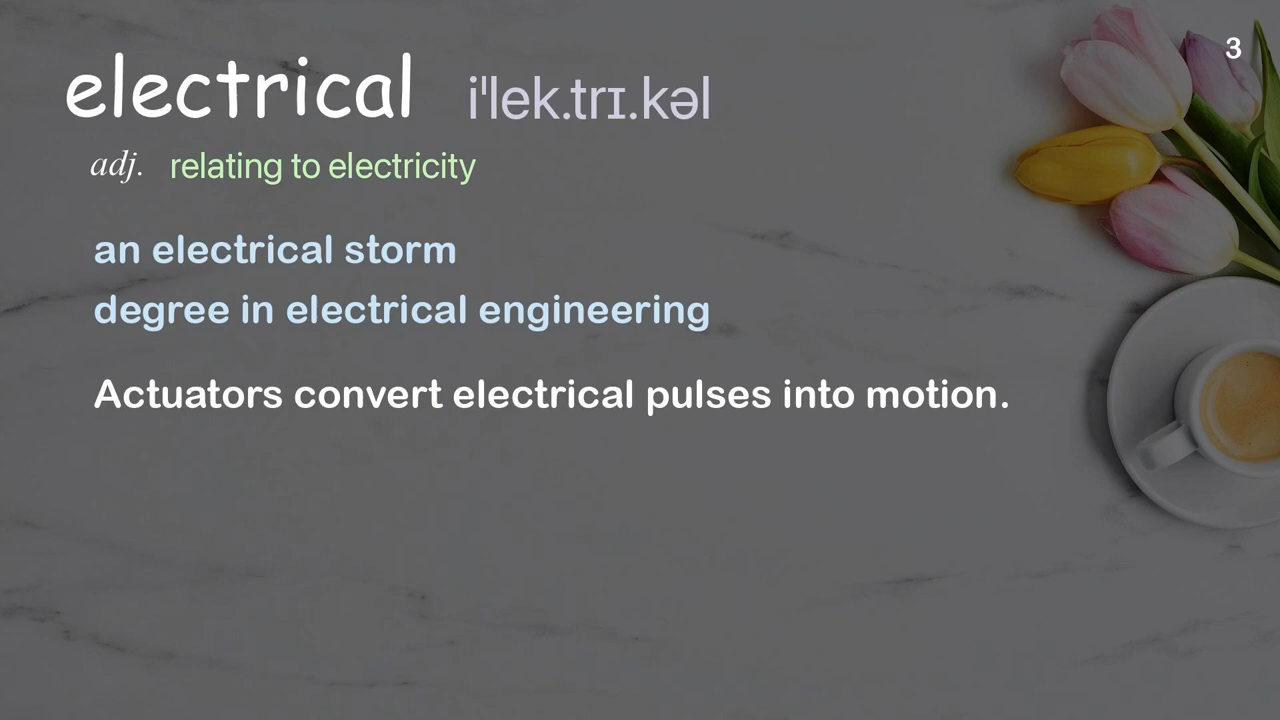 3
electrical iˈlek.trɪ.kəl
adj. relating to electricity
an electrical storm
degree in electrical engineering
Actuators convert electrical pulses into motion.